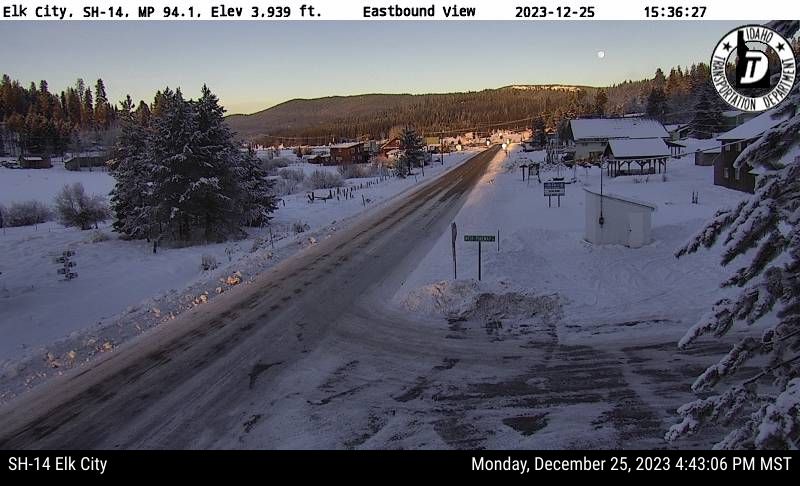 Elk City, SH-14, MP 94.1, Elev 3,939 ft. Eastbound View 2023-12-25 15:36:27
IDAHO
TRANSPORTATION DEPARTMENT
SH-14 Elk City Monday, December 25, 2023 4:43:06 PM MST